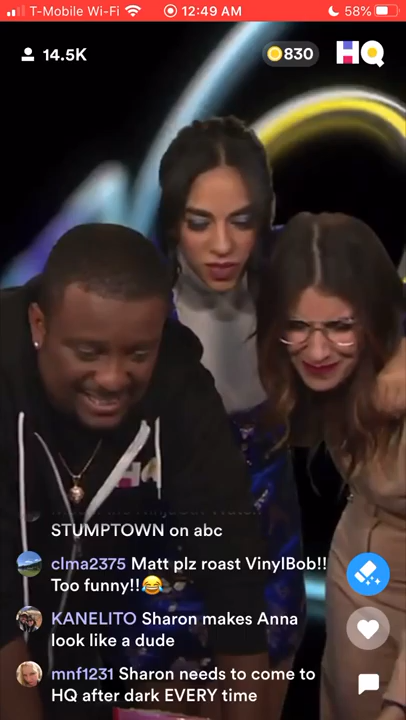 T-Mobile Wi-Fi 12:49 AM 58%
14.5K 830 HQ
STUMPTOWN on abc
clma2375 Matt plz roast VinylBob!!
Too funny!!😂
KANELITO Sharon makes Anna
look like a dude
mnf1231 Sharon needs to come to
HQ after dark EVERY time